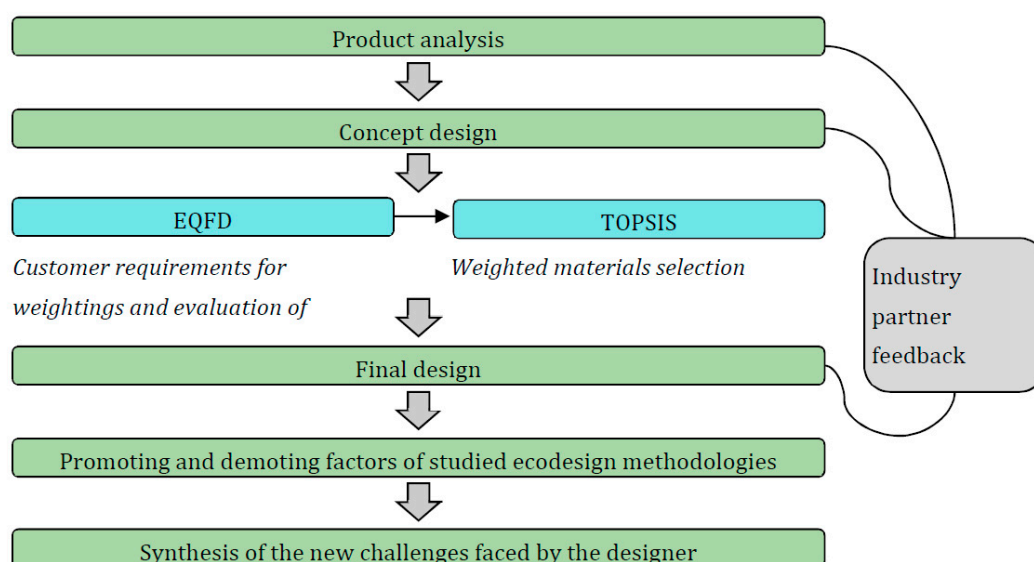 Product analysis
Concept design
EQFD
TOPSIS
Customer requirements for
weightings and evaluation of
Weighted materials selection
Industry
partner
feedback
Final design
Promoting and demoting factors of studied ecodesign methodologies
Synthesis of the new challenges faced by the designer